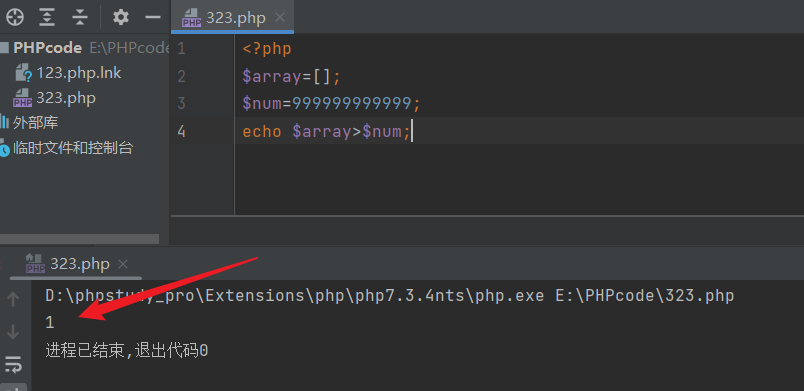 323.php
PHPcode E:\PHPcode
123.php.lnk
323.php
外部库
临时文件和控制台
1 <?php
2 $array=[];
3 $num=999999999999;
4 echo $array>$num;
323.php
D:\phpstudy_pro\Extensions\php\php7.3.4nts\php.exe E:\PHPcode\323.php
1
进程已结束,退出代码0